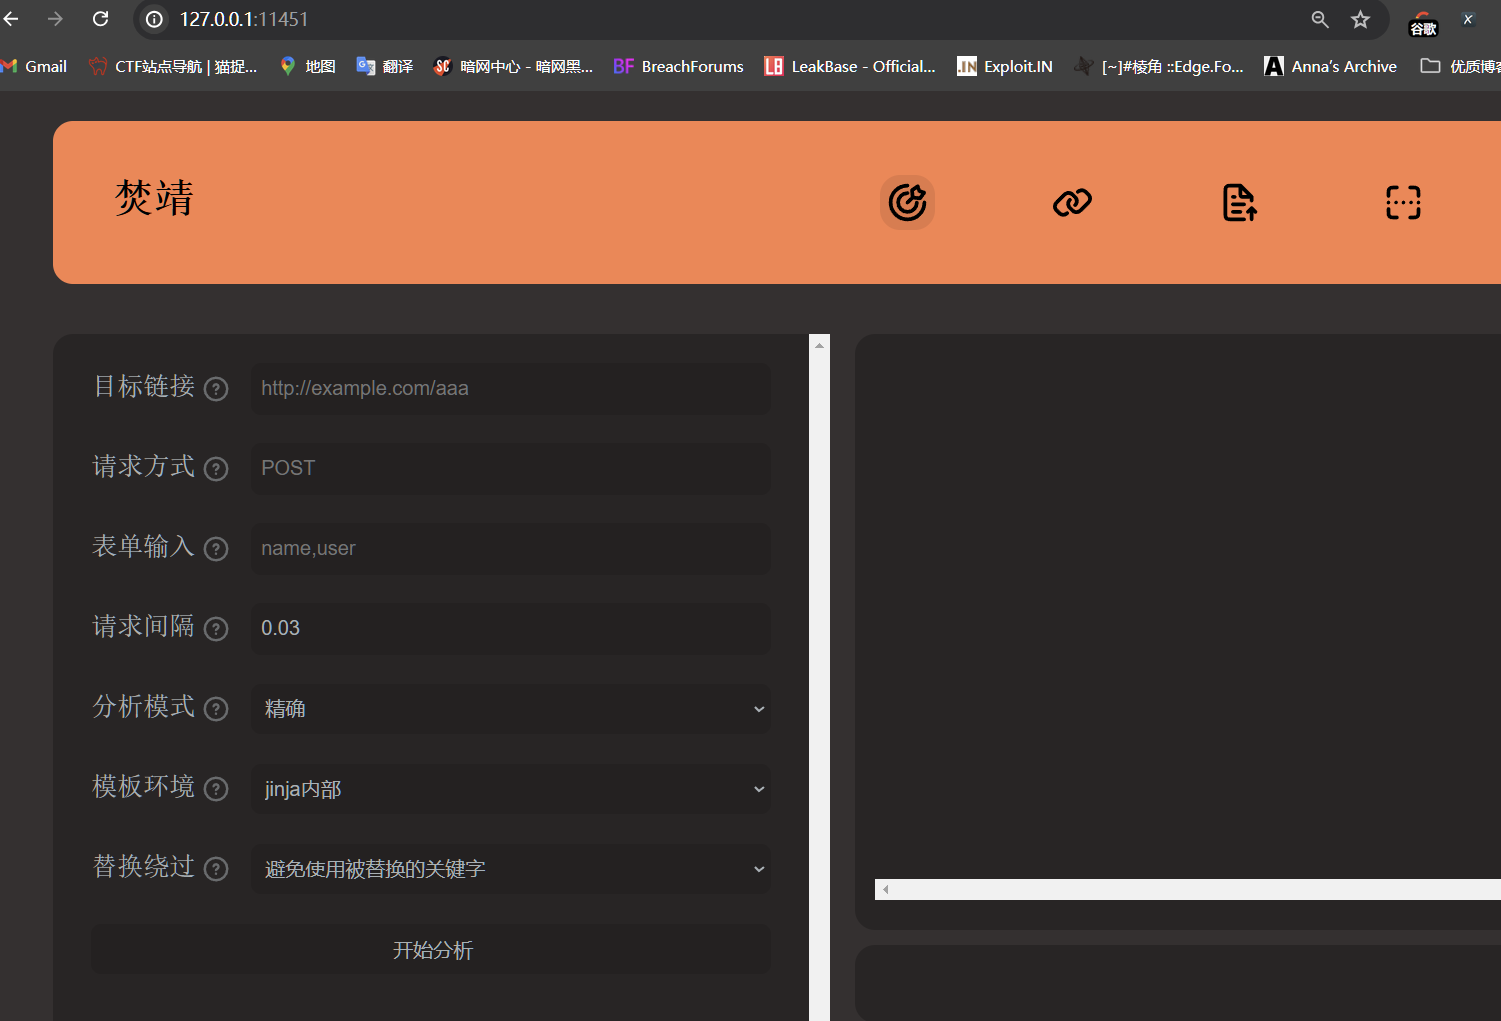 127.0.0.1:11451
谷歌
Gmail
CTF站点导航 | 猫捉...
地图
翻译
暗网中心 - 暗网黑...
BF BreachForums
LB LeakBase - Official...
.IN Exploit.IN
[~]#棱角 ::Edge.Fo...
A Anna’s Archive
优质博客
焚靖
目标链接 ? http://example.com/aaa
请求方式 ? POST
表单输入 ? name,user
请求间隔 ? 0.03
分析模式 ? 精确
模板环境 ? jinja内部
替换绕过 ? 避免使用被替换的关键字
开始分析